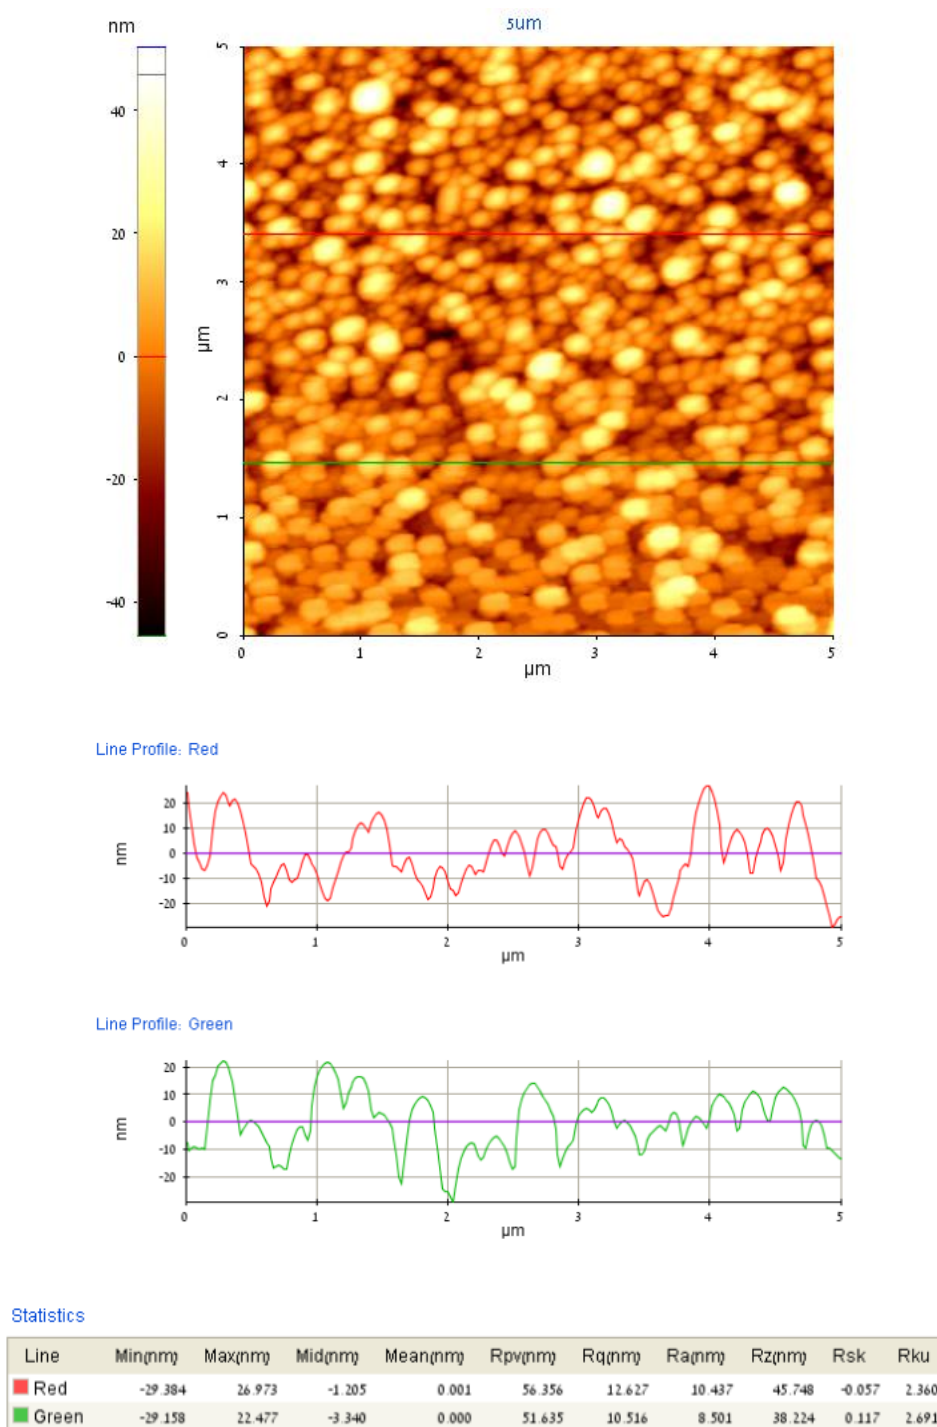 nm
5um
40
20
0
-20
-40
5
4
3
2
1
0
µm
0 1 2 3 4 5
µm
Line Profile: Red
20
10
0
-10
-20
nm
0 1 2 3 4 5
µm
Line Profile: Green
20
10
0
-10
-20
nm
0 1 2 3 4 5
µm
Statistics
Line Min(nm) Max(nm) Mid(nm) Mean(nm) Rpv(nm) Rq(nm) Ra(nm) Rz(nm) Rsk Rku
Red -29.384 26.973 -1.205 0.001 56.356 12.627 10.437 45.748 -0.057 2.360
Green -29.158 22.477 -3.340 0.000 51.635 10.516 8.501 38.224 0.117 2.691